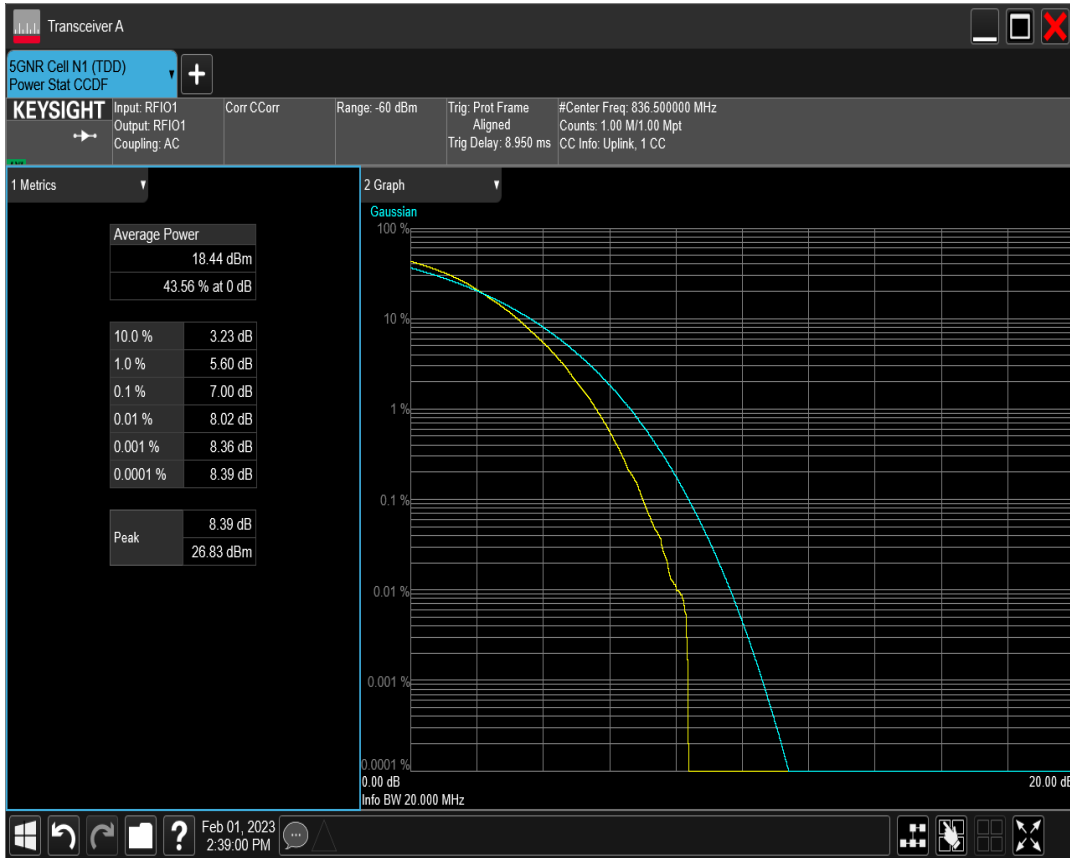 Transceiver A
5GNR Cell N1 (TDD)
Power Stat CCDF
KEYSIGHT
Input: RFIO1
Output: RFIO1
Coupling: AC
Corr CCorr
Range: -60 dBm
Trig: Prot Frame
Aligned
Trig Delay: 8.950 ms
#Center Freq: 836.500000 MHz
Counts: 1.00 M/1.00 Mpt
CC Info: Uplink, 1 CC
1 Metrics
Average Power
18.44 dBm
43.56 % at 0 dB
10.0 % 3.23 dB
1.0 % 5.60 dB
0.1 % 7.00 dB
0.01 % 8.02 dB
0.001 % 8.36 dB
0.0001 % 8.39 dB
Peak
8.39 dB
26.83 dBm
2 Graph
Gaussian
100 %
10 %
1 %
0.1 %
0.01 %
0.001 %
0.0001 %
0.00 dB
20.00 dB
Info BW 20.000 MHz
?
Feb 01, 2023
2:39:00 PM